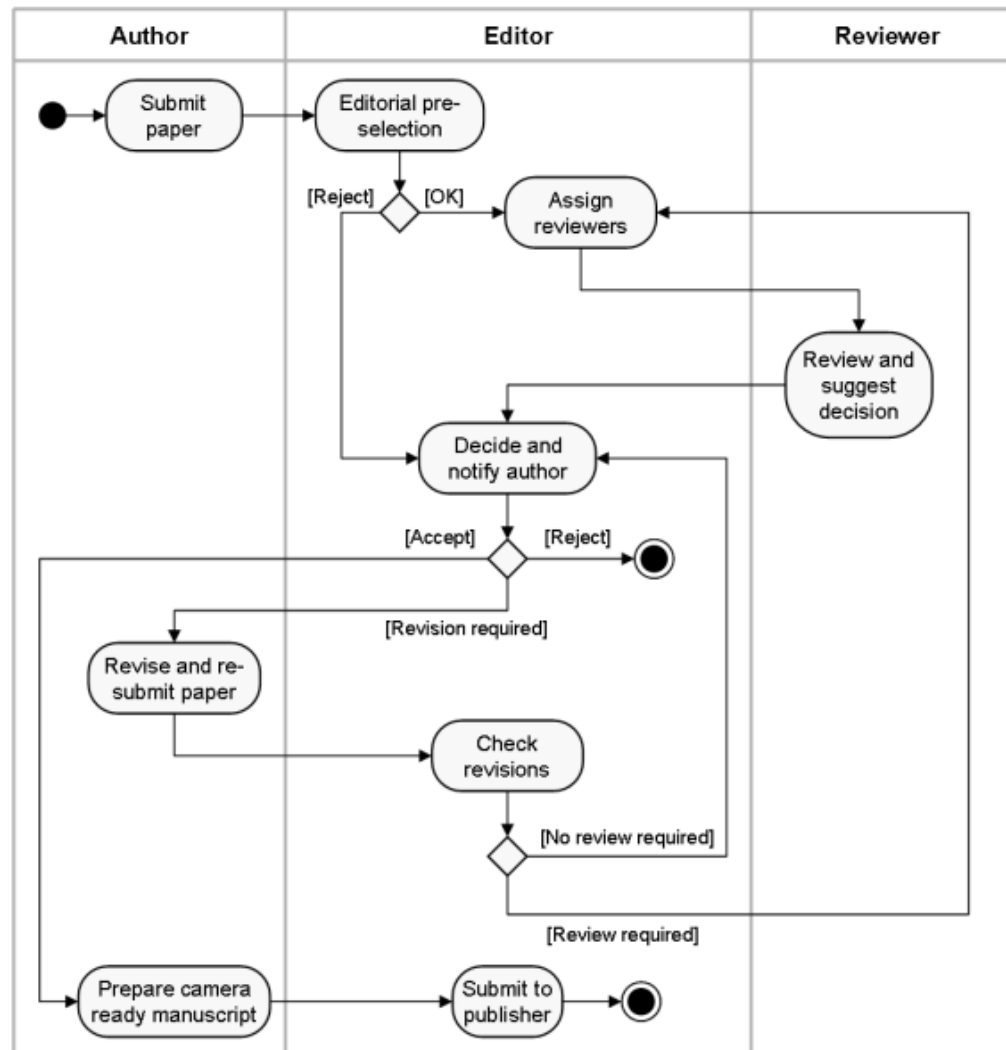 Author
Editor
Reviewer
Submit
paper
Editorial pre-
selection
[Reject]
[OK]
Assign
reviewers
Review and
suggest
decision
Decide and
notify author
[Accept]
[Reject]
[Revision required]
Revise and re-
submit paper
Check
revisions
[No review required]
[Review required]
Prepare camera
ready manuscript
Submit to
publisher